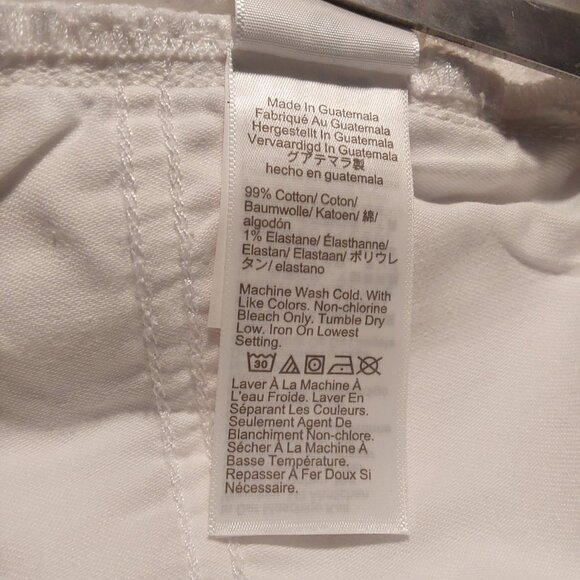 Made In Guatemala
Fabriqué Au Guatemala
Hergestellt In Guatemala
Vervaardigd In Guatemala
グアテマラ製
hecho en guatemala
99% Cotton/ Coton/
Baumwolle/ Katoen/ 綿/
algodón
1% Elastane/ Élasthanne/
Elastan/ Elastaan/ ポリウレ
タン/ elastano
Machine Wash Cold. With
Like Colors. Non-chlorine
Bleach Only. Tumble Dry
Low. Iron On Lowest
Setting.
30
Laver À La Machine À
L'eau Froide. Laver En
Séparant Les Couleurs.
Seulement Agent De
Blanchiment Non-chlore.
Sécher À La Machine À
Basse Température.
Repasser À Fer Doux Si
Nécessaire.